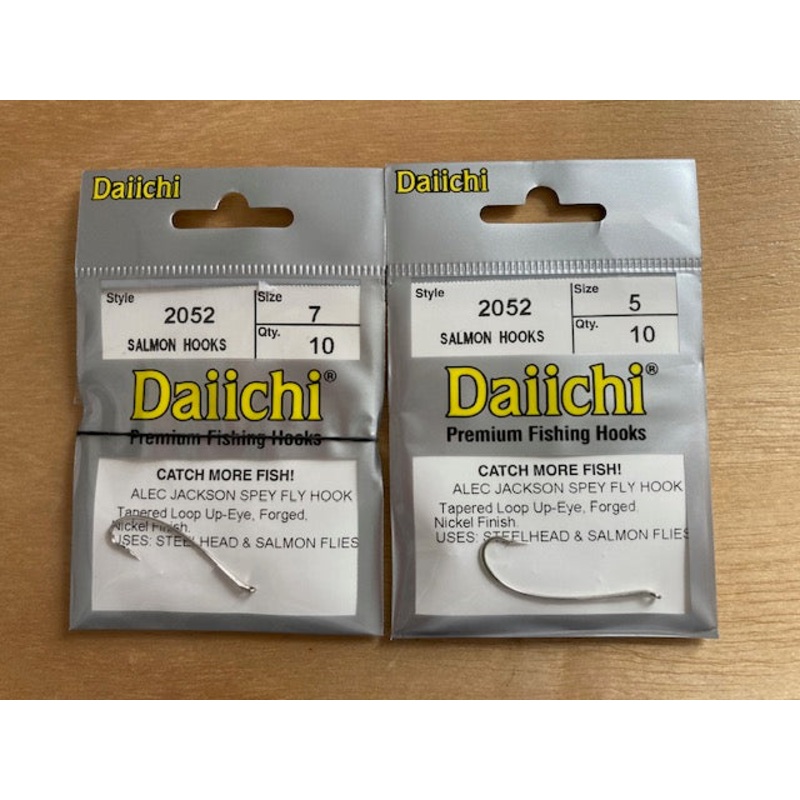 Daiichi
Style
2052
SALMON HOOKS
Size
7
Qty.
10
Daiichi®
Premium Fishing Hooks
CATCH MORE FISH!
ALEC JACKSON SPEY FLY HOOK
Tapered Loop Up-Eye, Forged,
Nickel Finish.
USES: STEELHEAD & SALMON FLIES
Daiichi
Style
2052
SALMON HOOKS
Size
5
Qty.
10
Daiichi®
Premium Fishing Hooks
CATCH MORE FISH!
ALEC JACKSON SPEY FLY HOOK
Tapered Loop Up-Eye, Forged.
Nickel Finish.
USES: STEELHEAD & SALMON FLIES